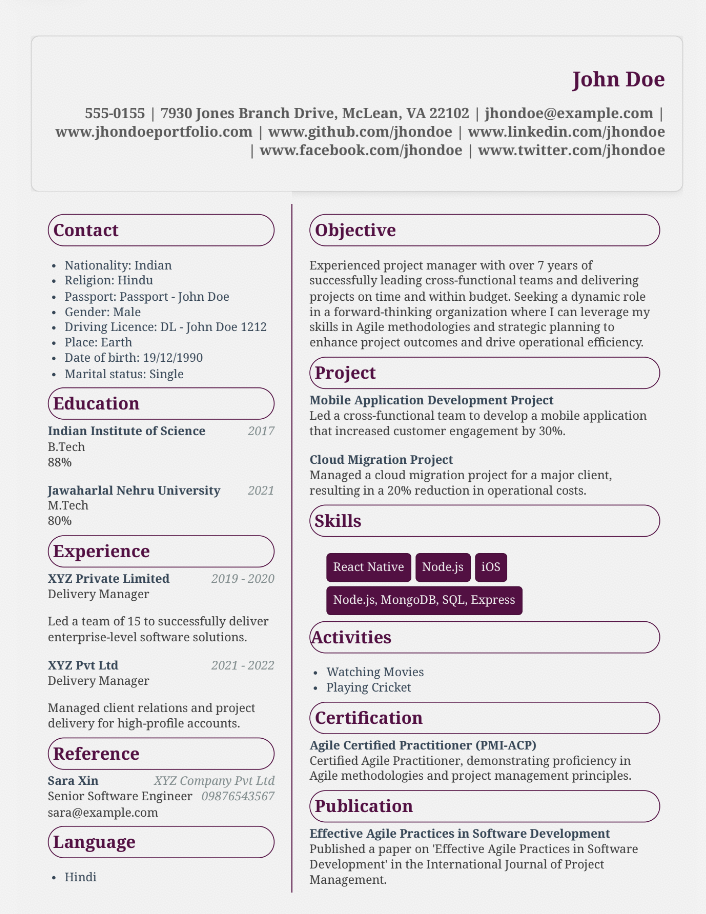 John Doe
555-0155 | 7930 Jones Branch Drive, McLean, VA 22102 | jhondoe@example.com |
www.jhondoeportfolio.com | www.github.com/jhondoe | www.linkedin.com/jhondoe
| www.facebook.com/jhondoe | www.twitter.com/jhondoe
Contact
• Nationality: Indian
• Religion: Hindu
• Passport: Passport - John Doe
• Gender: Male
• Driving Licence: DL - John Doe 1212
• Place: Earth
• Date of birth: 19/12/1990
• Marital status: Single
Education
Indian Institute of Science 2017
B.Tech
88%
Jawaharlal Nehru University 2021
M.Tech
80%
Experience
XYZ Private Limited 2019 - 2020
Delivery Manager
Led a team of 15 to successfully deliver
enterprise-level software solutions.
XYZ Pvt Ltd 2021 - 2022
Delivery Manager
Managed client relations and project
delivery for high-profile accounts.
Reference
Sara Xin XYZ Company Pvt Ltd
Senior Software Engineer 09876543567
sara@example.com
Language
• Hindi
Objective
Experienced project manager with over 7 years of
successfully leading cross-functional teams and delivering
projects on time and within budget. Seeking a dynamic role
in a forward-thinking organization where I can leverage my
skills in Agile methodologies and strategic planning to
enhance project outcomes and drive operational efficiency.
Project
Mobile Application Development Project
Led a cross-functional team to develop a mobile application
that increased customer engagement by 30%.
Cloud Migration Project
Managed a cloud migration project for a major client,
resulting in a 20% reduction in operational costs.
Skills
React Native Node.js iOS
Node.js, MongoDB, SQL, Express
Activities
• Watching Movies
• Playing Cricket
Certification
Agile Certified Practitioner (PMI-ACP)
Certified Agile Practitioner, demonstrating proficiency in
Agile methodologies and project management principles.
Publication
Effective Agile Practices in Software Development
Published a paper on 'Effective Agile Practices in Software
Development' in the International Journal of Project
Management.